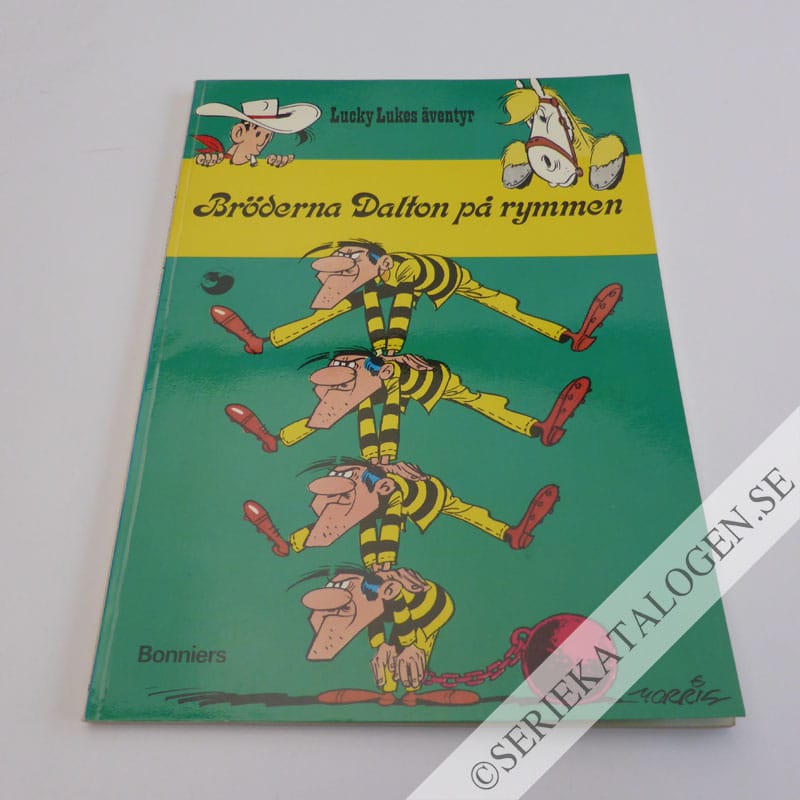 Lucky Lukes äventyr
Bröderna Dalton på rymmen
Bonniers
MORRIS
©SERIEKATALOGEN.SE